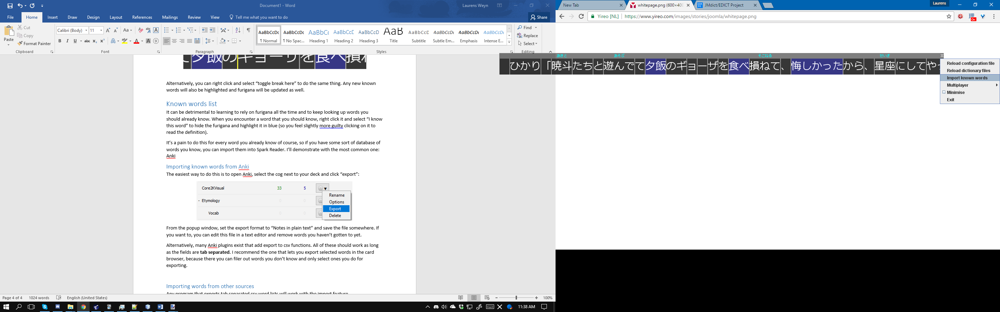 Document1 - Word
Laurens Weyn
File Home Insert Draw Design Layout References Mailings Review View Tell me what you want to do
Share
Paste
Cut
Copy
Format Painter
Clipboard
Calibri (Body) 11
Font
Paragraph
AaBbCcDc AaBbCcDc AaBbC( AaBbCcE AaBbCcD AaB AaBbCcD AaBbCcDc AaBbCcDc AaBbCcDc
¶ Normal ¶ No Spac... Heading 1 Heading 2 Heading 3 Title Subtitle Subtle Em... Emphasis Intense E...
Styles
Find
Replace
Select
Editing
夕飯のギョーザを食べ損ね
Alternatively, you can right click and select “toggle break here” to do the same thing. Any new known
words will also be highlighted and furigana will be updated as well.
Known words list
It can be detrimental to learning to rely on furigana all the time and to keep looking up words you
should already know. When you encounter a word that you should know, right click it and select “I know
this word” to hide the furigana and highlight it in blue (so you feel slightly more guilty clicking on it to
read the definition).
It’s a pain to do this for every word you already know of course, so if you have some sort of database of
words you know, you can import them into Spark Reader. I’ll demonstrate with the most common one:
Anki
Importing known words from Anki
The easiest way to do this is to open Anki, select the cog next to your deck and click “export”:
Core2KVisual 33 5
- Etymology 0 0
Vocab 0 0
Rename
Options
Export
Delete
From the popup window, set the export format to “Notes in plain text” and save the file somewhere. If
you want to, you can edit this file in a text editor and remove words you haven’t gotten to yet.
Alternatively, many Anki plugins exist that add export to csv functions. All of these should work as long
as the fields are tab separated. I recommend the one that lets you export selected words in the card
browser, because there you can filer out words you don’t know and only select ones you do for
exporting.
Importing words from other sources
Any program that exports tab separated csv word lists will work with the import feature
Page 4 of 4 1024 words English (United States)
100%
11:38 AM
New Tab
whitepage.png (600×400
JMdict/EDICT Project
Laurens
Yireo [NL] https://www.yireo.com/images/stories/joomla/whitepage.png
On
あきと あそぶ そこねる せいざ
ひかり「暁斗たちと遊んでて夕飯のギョーザを食べ損ねて、悔しかったから、星座にしてやっ
Reload configuration file
Reload dictionary files
Import known words
Multiplayer
Minimise
Exit